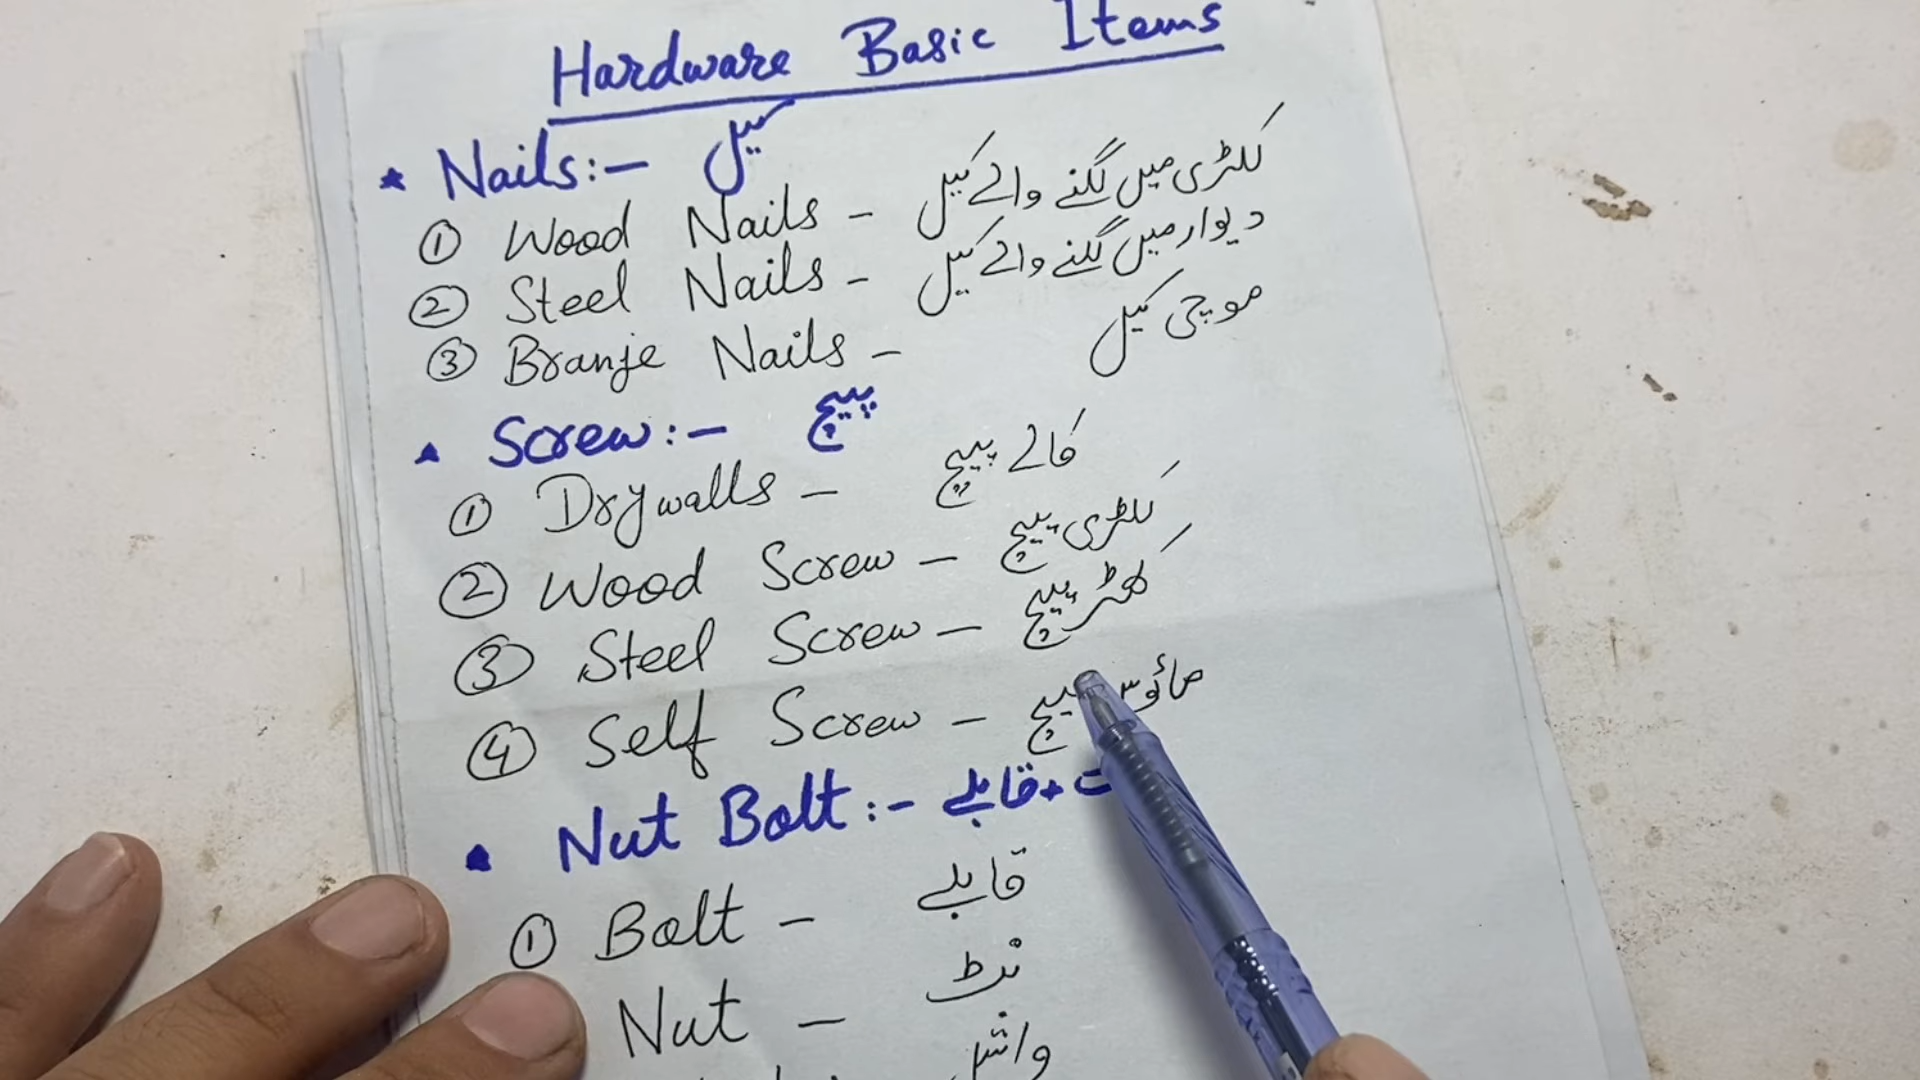 Hardware Basic Items
★ Nails:– کیل
① Wood Nails – لکڑی میں لگنے والے کیل
② Steel Nails – دیوار میں لگنے والے کیل
③ Branje Nails – موچی کیل
▲ Screw:– پیچ
① Drywalls – کالے پیچ
② Wood Screw – لکڑی پیچ
③ Steel Screw – پیچ
④ Self Screw – پیچ
▲ Nut Bolt:– قابلے
① Bolt – قابلے
Nut – نٹ
واشل